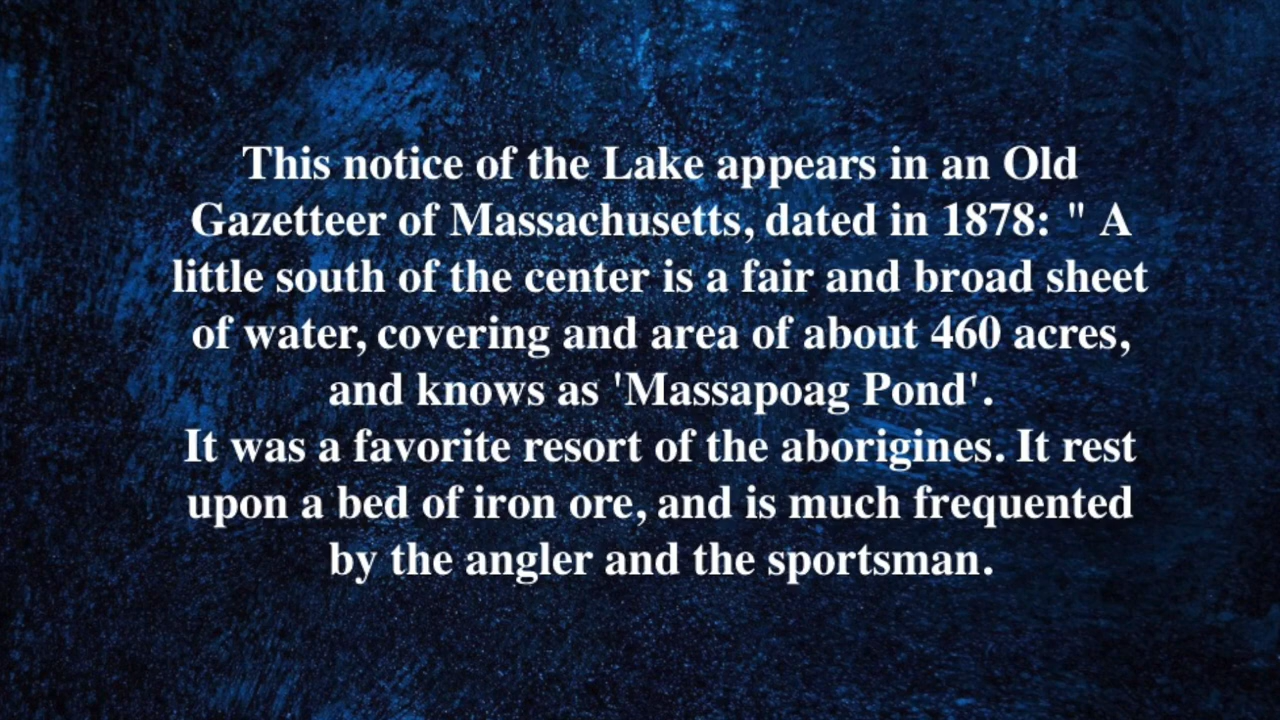 This notice of the Lake appears in an Old
Gazetteer of Massachusetts, dated in 1878: " A
little south of the center is a fair and broad sheet
of water, covering and area of about 460 acres,
and knows as 'Massapoag Pond'.
It was a favorite resort of the aborigines. It rest
upon a bed of iron ore, and is much frequented
by the angler and the sportsman.